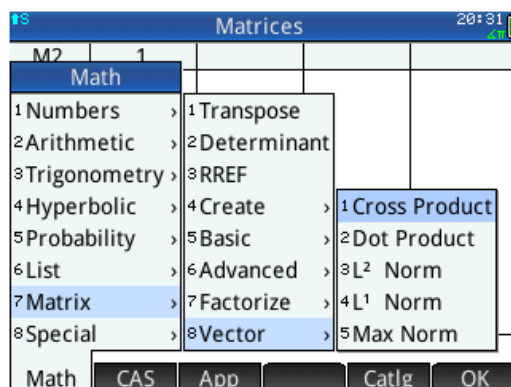 S Matrices 20:31
∡π
M2 1
Math
1 Numbers ›
2 Arithmetic ›
3 Trigonometry ›
4 Hyperbolic ›
5 Probability ›
6 List ›
7 Matrix ›
8 Special ›
1 Transpose
2 Determinant
3 RREF
4 Create ›
5 Basic ›
6 Advanced ›
7 Factorize ›
8 Vector ›
1 Cross Product
2 Dot Product
3 L² Norm
4 L¹ Norm
5 Max Norm
Math CAS App Catlg OK